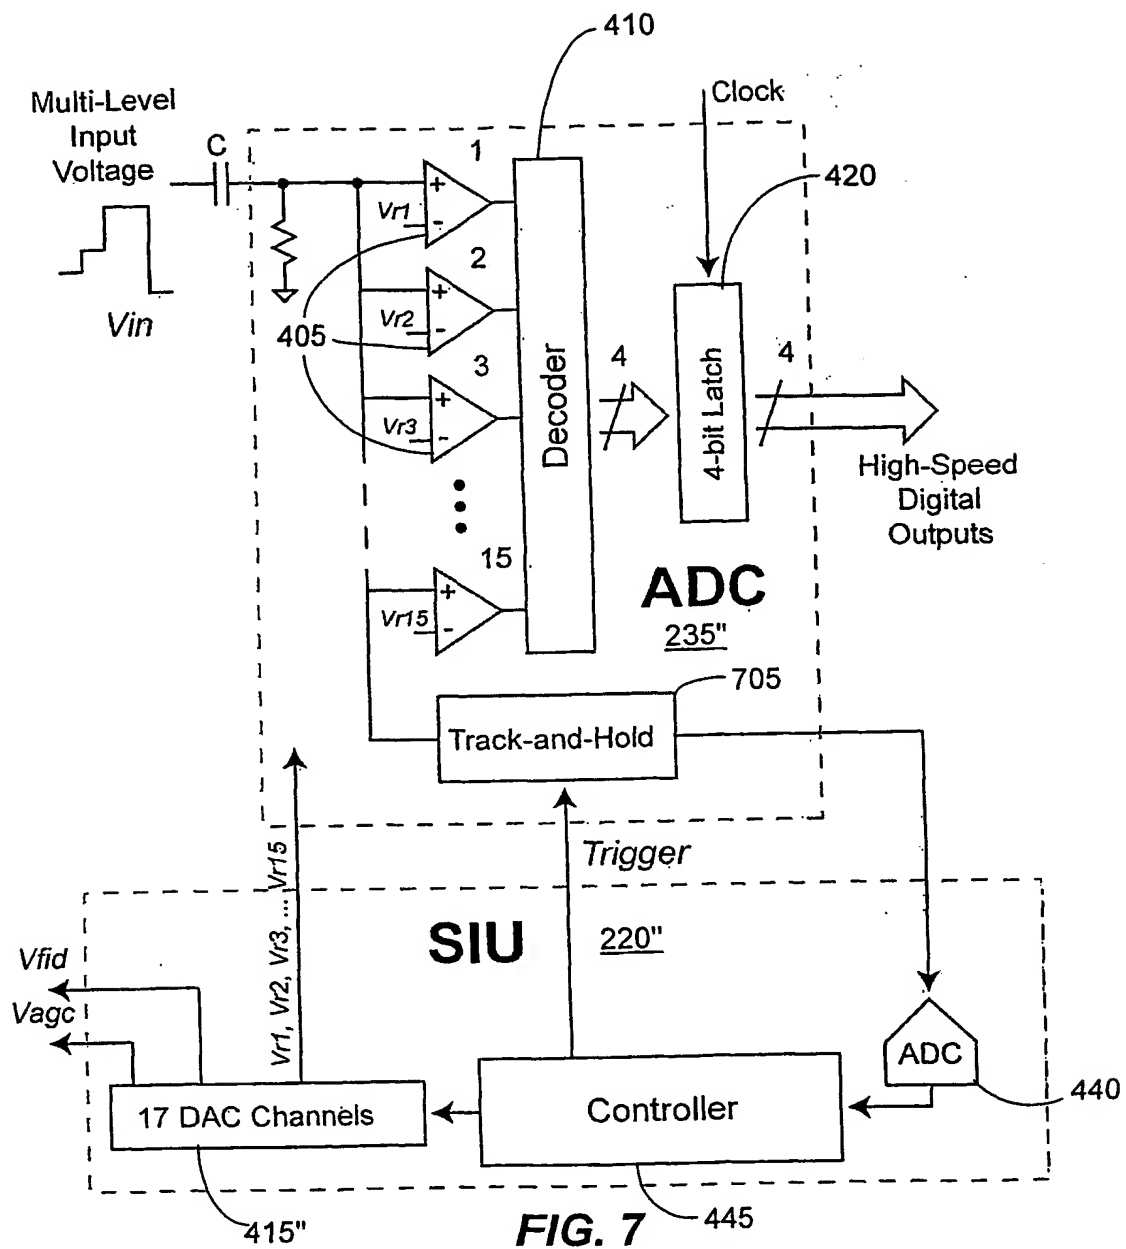 410
Multi-Level
Input
Voltage
C
Clock
1
420
Vr1
+
-
2
Vin
405
Vr2
+
-
3
Vr3
+
-
Decoder
4
4-bit Latch
4
High-Speed
Digital
Outputs
15
Vr15
+
-
ADC
235"
705
Track-and-Hold
Trigger
Vr1, Vr2, Vr3, ... Vr15
SIU
220"
Vfid
Vagc
ADC
440
17 DAC Channels
Controller
415"
445
FIG. 7